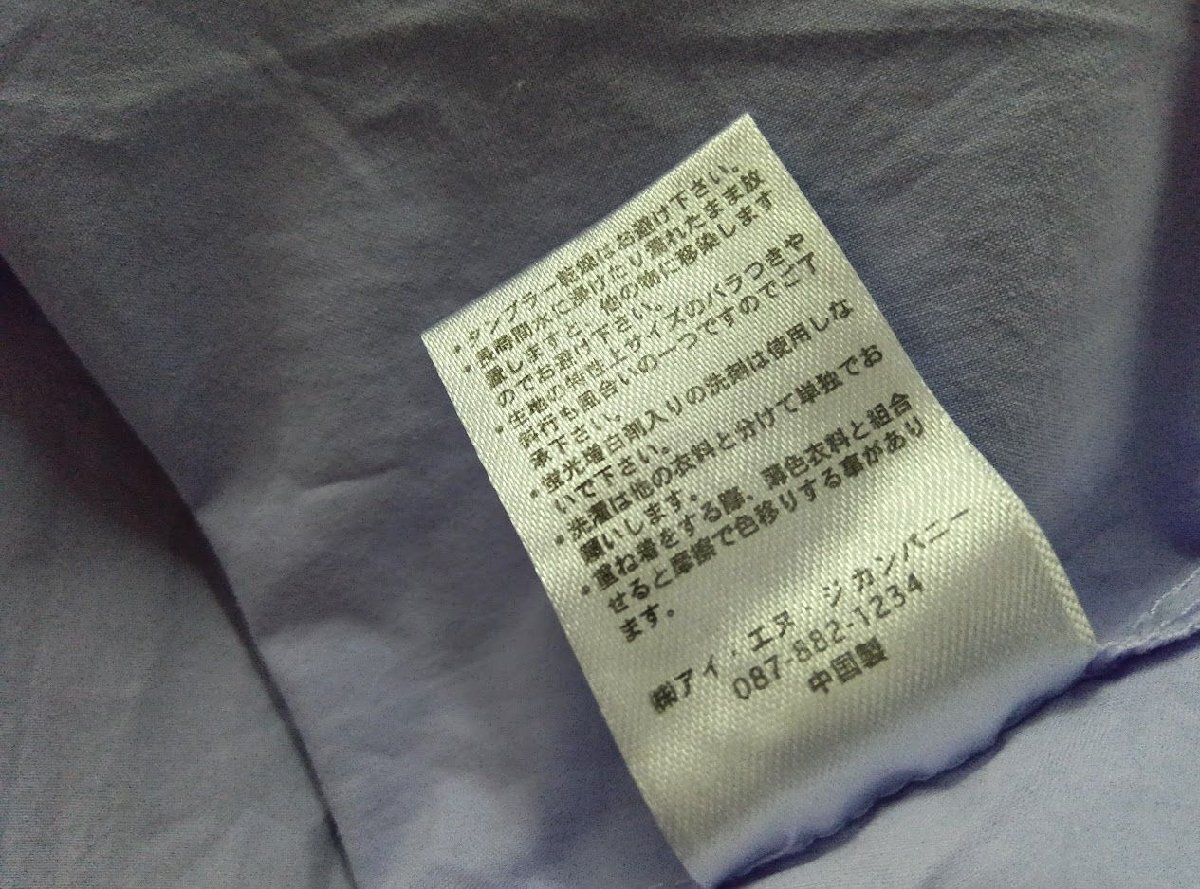 ・タンブラー乾燥はお避け下さい。
・長時間水に浸けたり濡れたまま放
置しますと、他の物に移染します
のでお避け下さい。
・生地の特性上サイズのバラつきや
斜行も風合いの一つですのでご了
承下さい。
・蛍光増白剤入りの洗剤は使用しな
いで下さい。
・洗濯は他の衣料と分けて単独でお
願いします。
・重ね着をする際、薄色衣料と組合
せると摩擦で色移りする事があり
ます。
㈱アイ・エヌ・ジカンパニー
087-882-1234
中国製